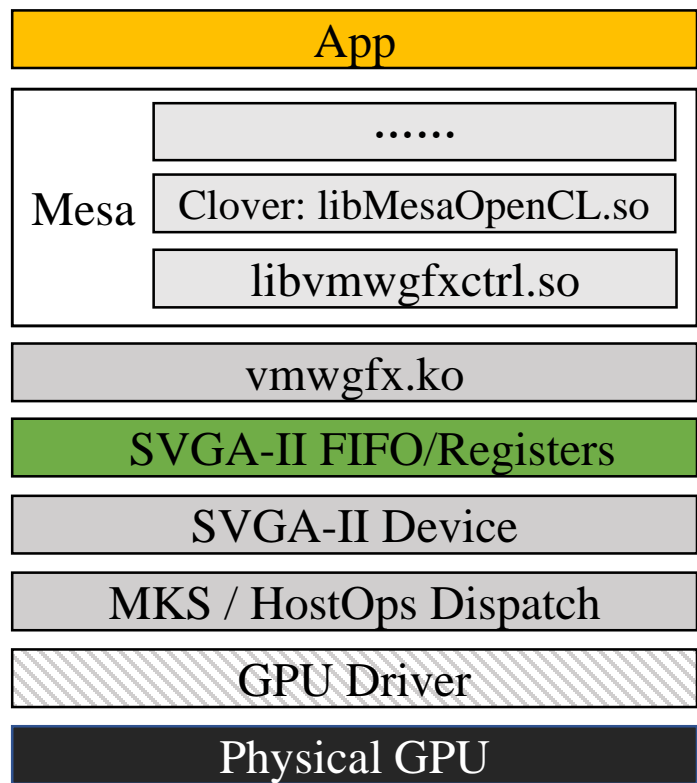 App
......
Mesa
Clover: libMesaOpenCL.so
libvmwgfxctrl.so
vmwgfx.ko
SVGA-II FIFO/Registers
SVGA-II Device
MKS / HostOps Dispatch
GPU Driver
Physical GPU